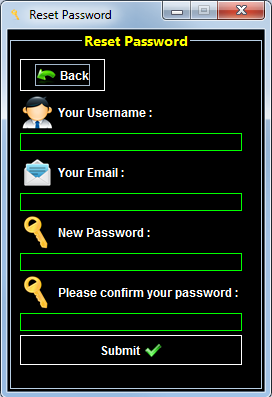 Reset Password
Reset Password
Back
Your Username :
Your Email :
New Password :
Please confirm your password :
Submit